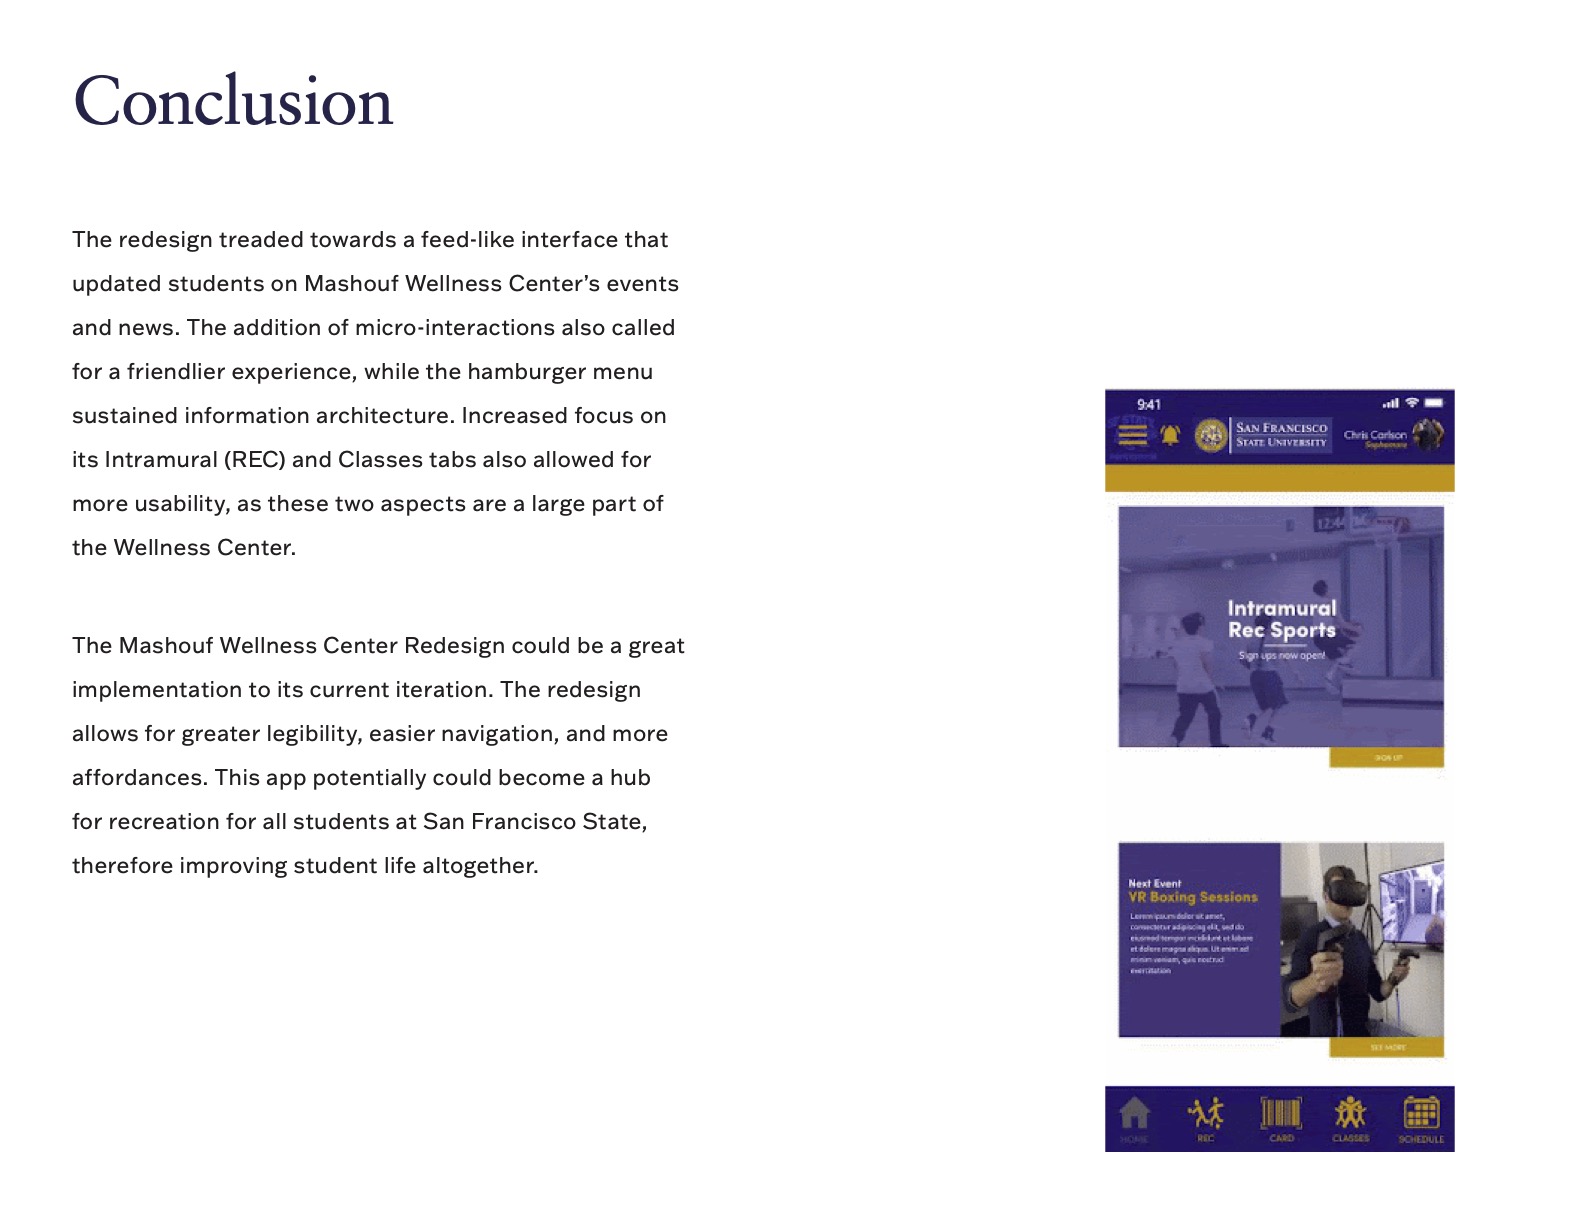 Conclusion
The redesign treaded towards a feed-like interface that
updated students on Mashouf Wellness Center’s events
and news. The addition of micro-interactions also called
for a friendlier experience, while the hamburger menu
sustained information architecture. Increased focus on
its Intramural (REC) and Classes tabs also allowed for
more usability, as these two aspects are a large part of
the Wellness Center.
The Mashouf Wellness Center Redesign could be a great
implementation to its current iteration. The redesign
allows for greater legibility, easier navigation, and more
affordances. This app potentially could become a hub
for recreation for all students at San Francisco State,
therefore improving student life altogether.
9:41
SAN FRANCISCO
STATE UNIVERSITY
Chris Carlson
Sophomore
12:44
Intramural
Rec Sports
Sign ups now open!
SIGN UP
Next Event
VR Boxing Sessions
Lorem ipsum dolor sit amet,
consectetur adipiscing elit, sed do
eiusmod tempor incididunt ut labore
et dolore magna aliqua. Ut enim ad
minim veniam, quis nostrud
exercitation
SEE MORE
HOME
REC
CARD
CLASSES
SCHEDULE